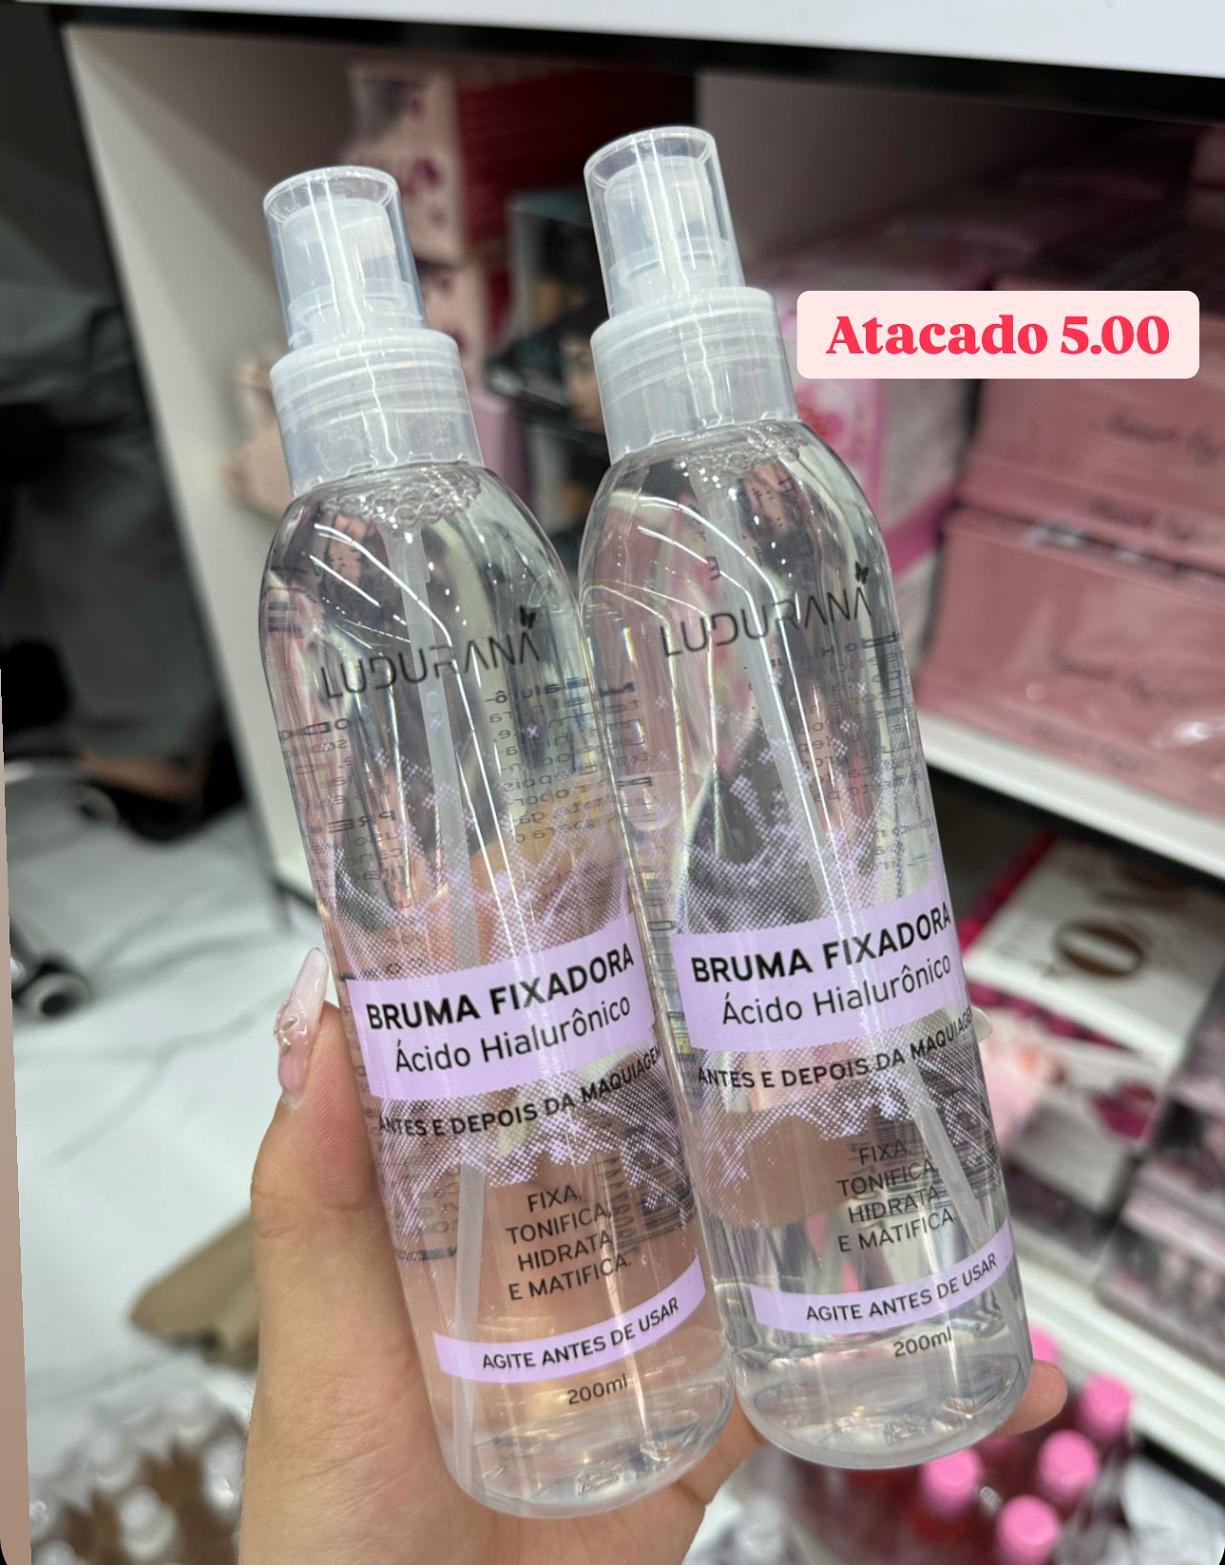 Atacado 5.00
LUDURANA
BRUMA FIXADORA
Ácido Hialurônico
ANTES E DEPOIS DA MAQUIAGEM
FIXA,
TONIFICA,
HIDRATA
E MATIFICA.
AGITE ANTES DE USAR
200ml
LUDURANA
BRUMA FIXADORA
Ácido Hialurônico
ANTES E DEPOIS DA MAQUIAGEM
FIXA,
TONIFICA,
HIDRATA
E MATIFICA.
AGITE ANTES DE USAR
200ml